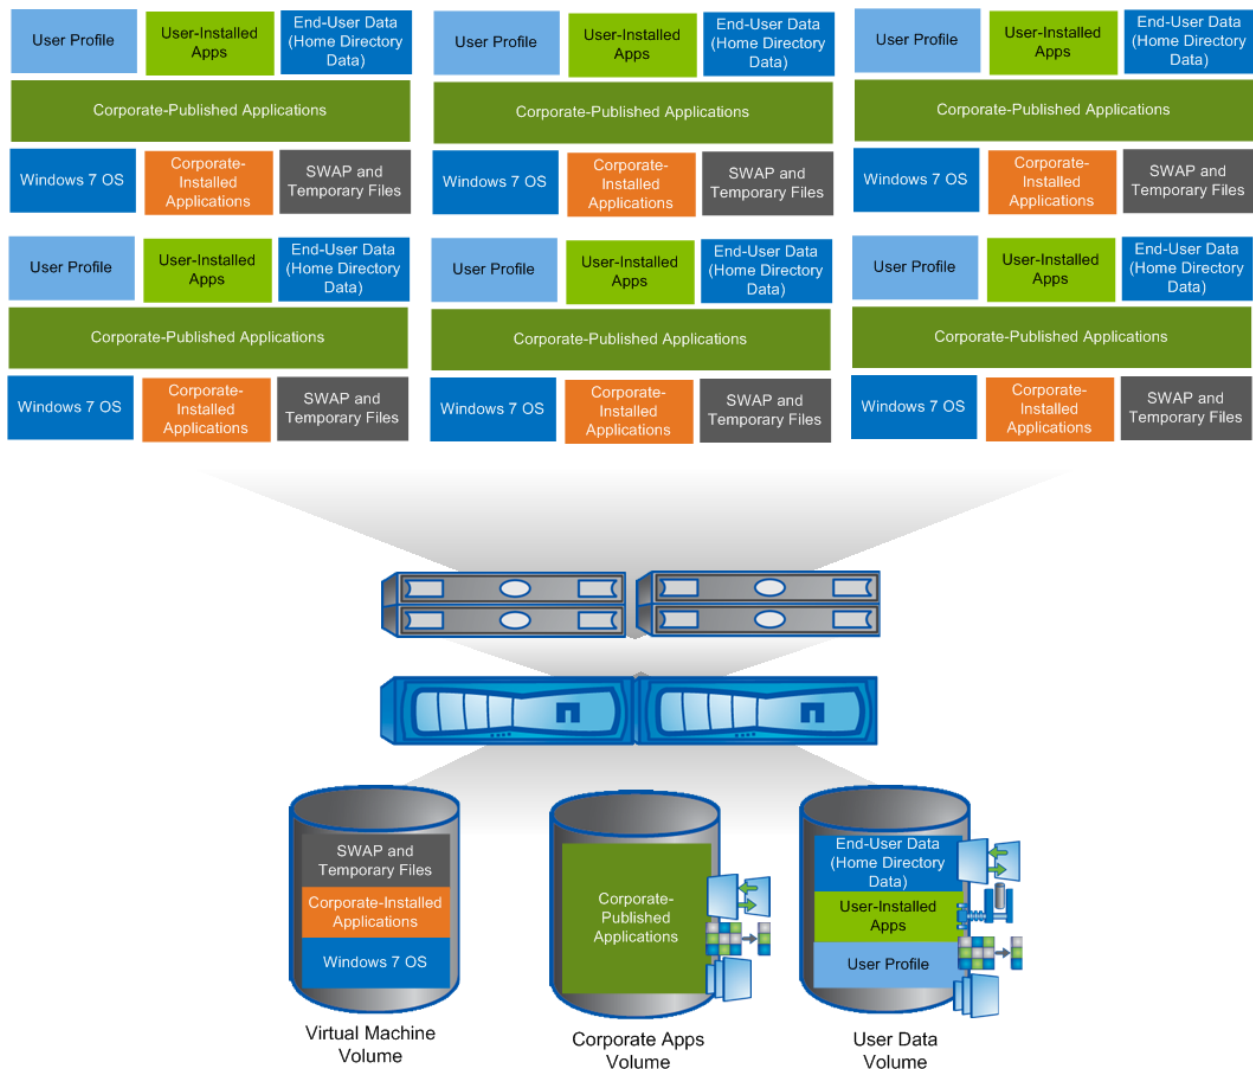 User Profile
User-Installed
Apps
End-User Data
(Home Directory
Data)
User Profile
User-Installed
Apps
End-User Data
(Home Directory
Data)
User Profile
User-Installed
Apps
End-User Data
(Home Directory
Data)
Corporate-Published Applications
Corporate-Published Applications
Corporate-Published Applications
Windows 7 OS
Corporate-
Installed
Applications
SWAP and
Temporary Files
Windows 7 OS
Corporate-
Installed
Applications
SWAP and
Temporary Files
Windows 7 OS
Corporate-
Installed
Applications
SWAP and
Temporary Files
User Profile
User-Installed
Apps
End-User Data
(Home Directory
Data)
User Profile
User-Installed
Apps
End-User Data
(Home Directory
Data)
User Profile
User-Installed
Apps
End-User Data
(Home Directory
Data)
Corporate-Published Applications
Corporate-Published Applications
Corporate-Published Applications
Windows 7 OS
Corporate-
Installed
Applications
SWAP and
Temporary Files
Windows 7 OS
Corporate-
Installed
Applications
SWAP and
Temporary Files
Windows 7 OS
Corporate-
Installed
Applications
SWAP and
Temporary Files
SWAP and
Temporary Files
Corporate-Installed
Applications
Windows 7 OS
Virtual Machine
Volume
Corporate-
Published
Applications
Corporate Apps
Volume
End-User Data
(Home Directory
Data)
User-Installed
Apps
User Profile
User Data
Volume